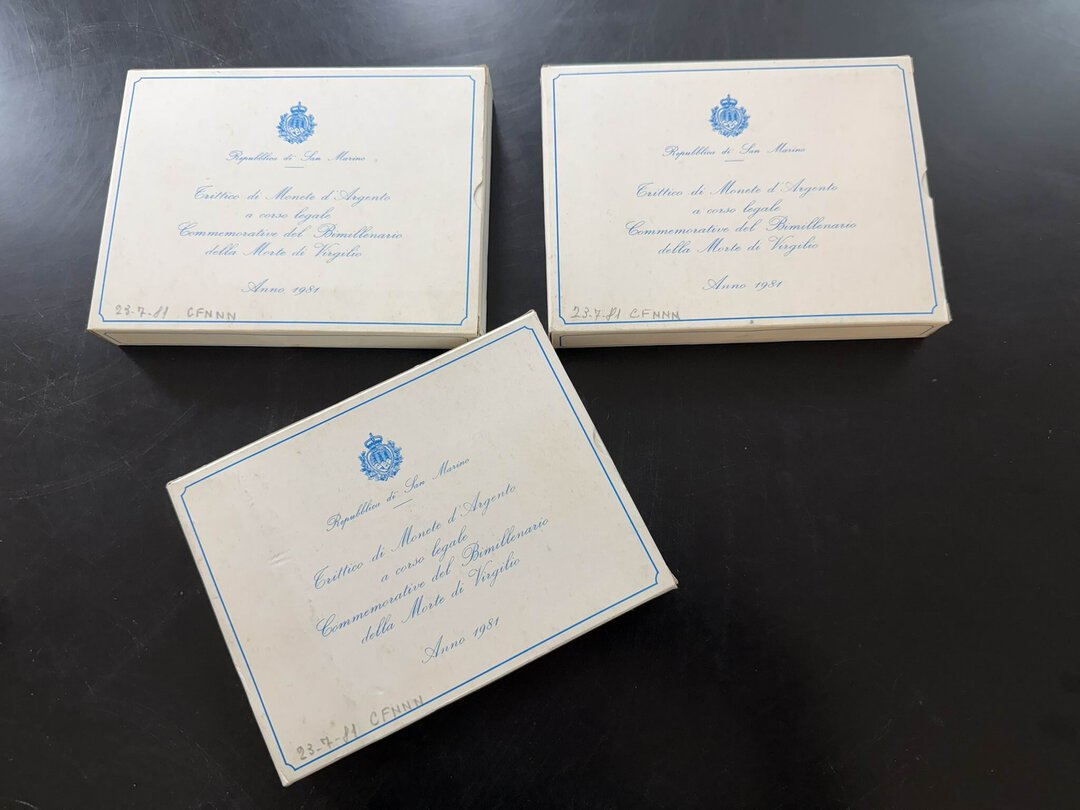 Repubblica di San Marino
Trittico di Monete d'Argento
a corso legale
Commemorative del Bimillenario
della Morte di Virgilio
Anno 1981
23-7-81 CFNNN
Repubblica di San Marino
Trittico di Monete d'Argento
a corso legale
Commemorative del Bimillenario
della Morte di Virgilio
Anno 1981
23-7-81 CFNNN
Repubblica di San Marino
Trittico di Monete d'Argento
a corso legale
Commemorative del Bimillenario
della Morte di Virgilio
Anno 1981
23-7-81 CFNNN